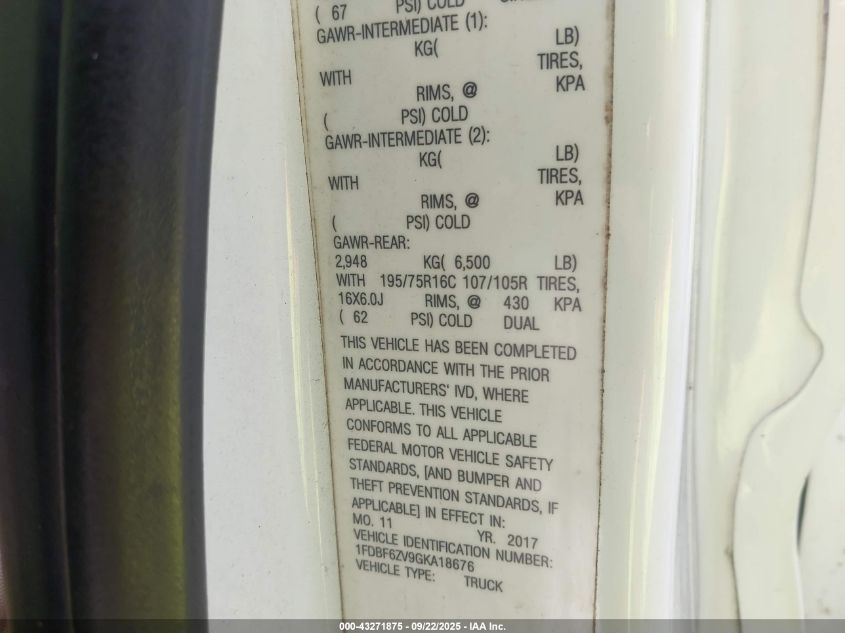 ( 67 PSI) COLD
GAWR-INTERMEDIATE (1):
KG( LB)
WITH TIRES,
RIMS, @ KPA
( PSI) COLD
GAWR-INTERMEDIATE (2):
KG( LB)
WITH TIRES,
RIMS, @ KPA
( PSI) COLD
GAWR-REAR:
2,948 KG( 6,500 LB)
WITH 195/75R16C 107/105R TIRES,
16X6.0J RIMS, @ 430 KPA
( 62 PSI) COLD DUAL
THIS VEHICLE HAS BEEN COMPLETED
IN ACCORDANCE WITH THE PRIOR
MANUFACTURERS' IVD, WHERE
APPLICABLE. THIS VEHICLE
CONFORMS TO ALL APPLICABLE
FEDERAL MOTOR VEHICLE SAFETY
STANDARDS, [AND BUMPER AND
THEFT PREVENTION STANDARDS, IF
APPLICABLE] IN EFFECT IN:
MO. 11 YR. 2017
VEHICLE IDENTIFICATION NUMBER:
1FDBF6ZV9GKA18676
VEHICLE TYPE: TRUCK
000-43271875 - 09/22/2025 - IAA Inc.